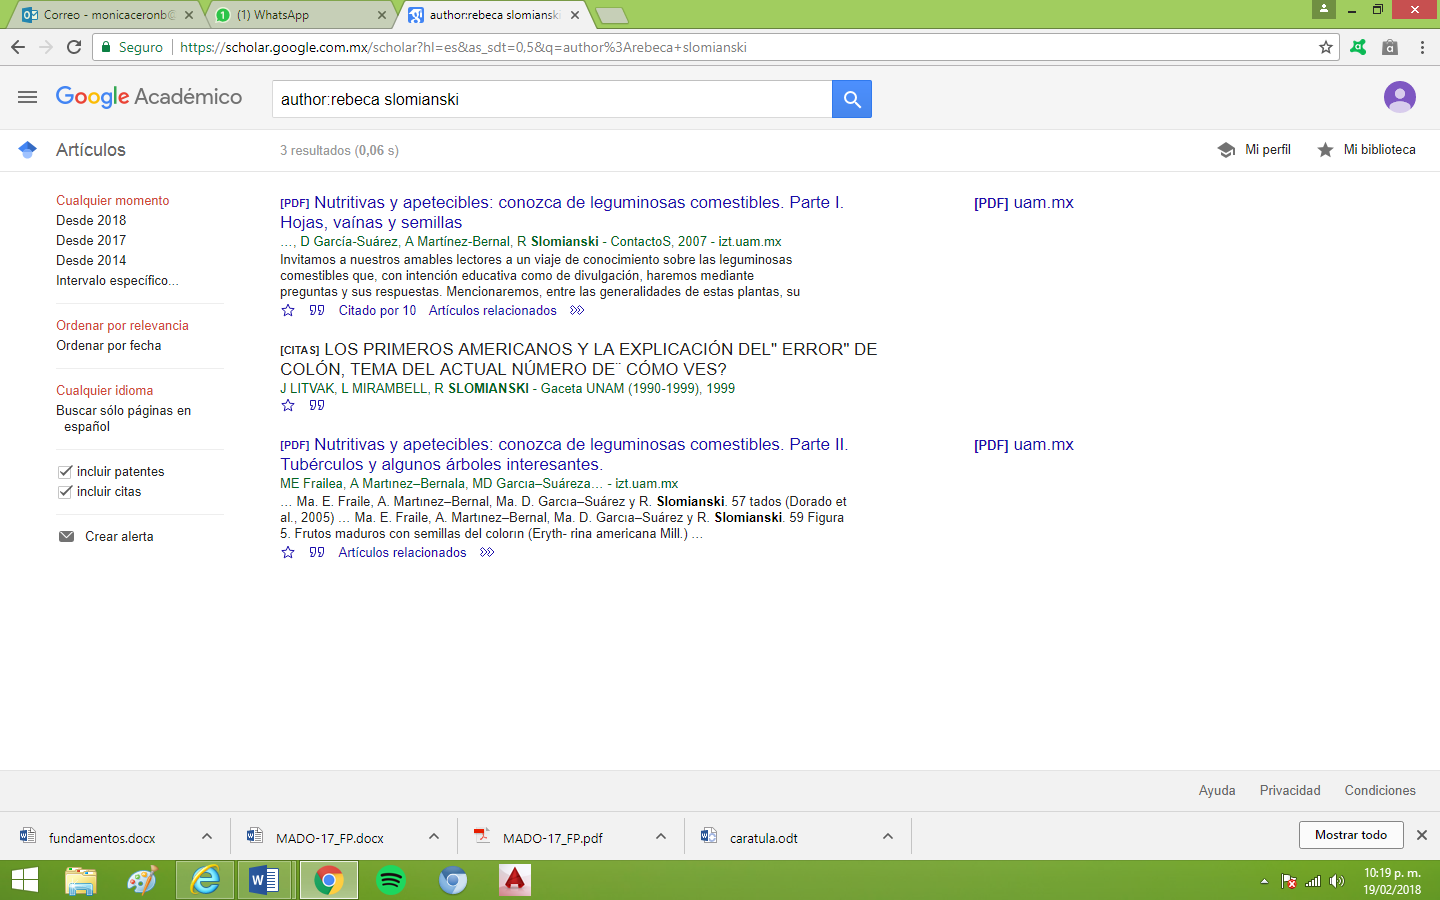 Correo - monicaceronb@
(1) WhatsApp
author:rebeca slomianski
Seguro
https://scholar.google.com.mx/scholar?hl=es&as_sdt=0,5&q=author%3Arebeca+slomianski
Google Académico
author:rebeca slomianski
Artículos
3 resultados (0,06 s)
Mi perfil
Mi biblioteca
Cualquier momento
Desde 2018
Desde 2017
Desde 2014
Intervalo específico...
Ordenar por relevancia
Ordenar por fecha
Cualquier idioma
Buscar sólo páginas en
español
incluir patentes
incluir citas
Crear alerta
[PDF] Nutritivas y apetecibles: conozca de leguminosas comestibles. Parte I.
Hojas, vaínas y semillas
…, D García-Suárez, A Martínez-Bernal, R Slomianski - ContactoS, 2007 - izt.uam.mx
Invitamos a nuestros amables lectores a un viaje de conocimiento sobre las leguminosas
comestibles que, con intención educativa como de divulgación, haremos mediante
preguntas y sus respuestas. Mencionaremos, entre las generalidades de estas plantas, su
Citado por 10 Artículos relacionados
[PDF] uam.mx
[CITAS] LOS PRIMEROS AMERICANOS Y LA EXPLICACIÓN DEL" ERROR" DE
COLÓN, TEMA DEL ACTUAL NÚMERO DE¨ CÓMO VES?
J LITVAK, L MIRAMBELL, R SLOMIANSKI - Gaceta UNAM (1990-1999), 1999
[PDF] Nutritivas y apetecibles: conozca de leguminosas comestibles. Parte II.
Tubérculos y algunos árboles interesantes.
ME Frailea, A Martınez–Bernala, MD Garcıa–Suáreza… - izt.uam.mx
… Ma. E. Fraile, A. Martınez–Bernal, Ma. D. Garcıa–Suárez y R. Slomianski. 57 tados (Dorado et
al., 2005) … Ma. E. Fraile, A. Martınez–Bernal, Ma. D. Garcıa–Suárez y R. Slomianski. 59 Figura
5. Frutos maduros con semillas del colorın (Eryth- rina americana Mill.) …
Artículos relacionados
[PDF] uam.mx
Ayuda
Privacidad
Condiciones
fundamentos.docx
MADO-17_FP.docx
MADO-17_FP.pdf
caratula.odt
Mostrar todo
10:19 p. m.
19/02/2018